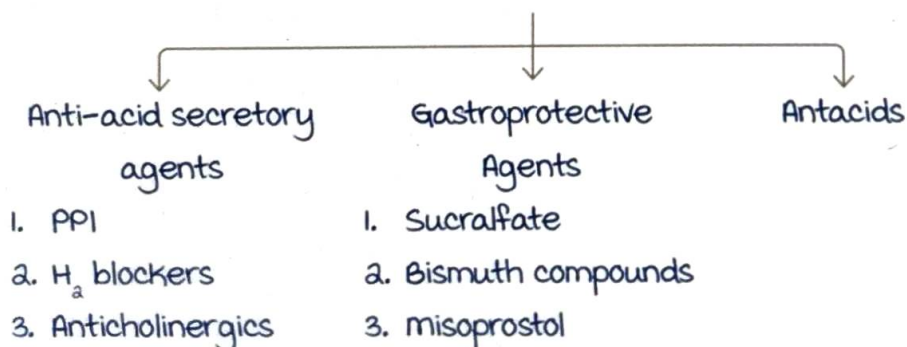 Anti-acid secretory
agents
1. PPI
2. H₂ blockers
3. Anticholinergics
Gastroprotective
Agents
1. Sucralfate
2. Bismuth compounds
3. misoprostol
Antacids